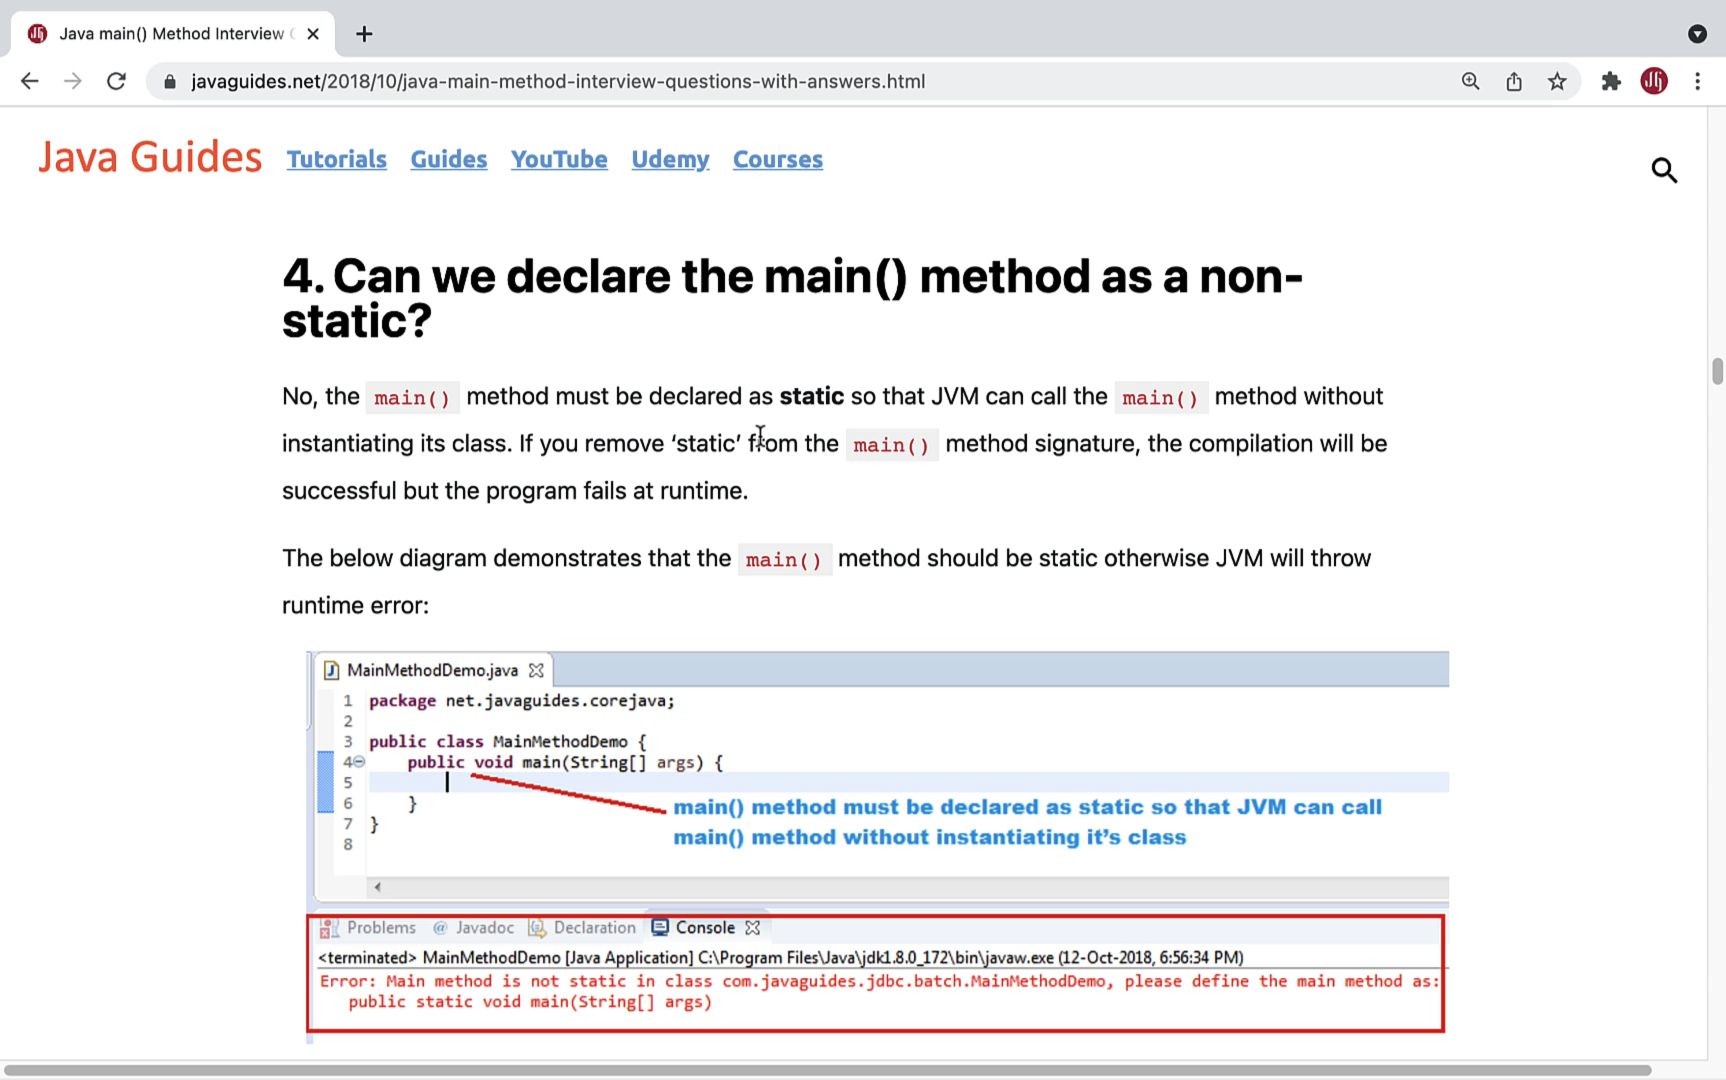 Java main() Method Interview
javaguides.net/2018/10/java-main-method-interview-questions-with-answers.html
Java Guides Tutorials Guides YouTube Udemy Courses
4. Can we declare the main() method as a non-
static?
No, the main() method must be declared as static so that JVM can call the main() method without
instantiating its class. If you remove ‘static’ from the main() method signature, the compilation will be
successful but the program fails at runtime.
The below diagram demonstrates that the main() method should be static otherwise JVM will throw
runtime error:
MainMethodDemo.java
1 package net.javaguides.corejava;
2
3 public class MainMethodDemo {
4 public void main(String[] args) {
5
main() method must be declared as static so that JVM can call
6 }
main() method without instantiating it's class
7 }
8
Problems @ Javadoc Declaration Console
<terminated> MainMethodDemo [Java Application] C:\Program Files\Java\jdk1.8.0_172\bin\javaw.exe (12-Oct-2018, 6:56:34 PM)
Error: Main method is not static in class com.javaguides.jdbc.batch.MainMethodDemo, please define the main method as:
public static void main(String[] args)